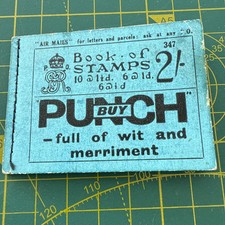 "AIR MAILS" for letters and parcels: ask at any P.O.
347
Book of
STAMPS 2/-
10 @ 1½d. 6 @ 1d.
6 @ ½d
"PUNCH"
BUY
-full of wit and
merriment